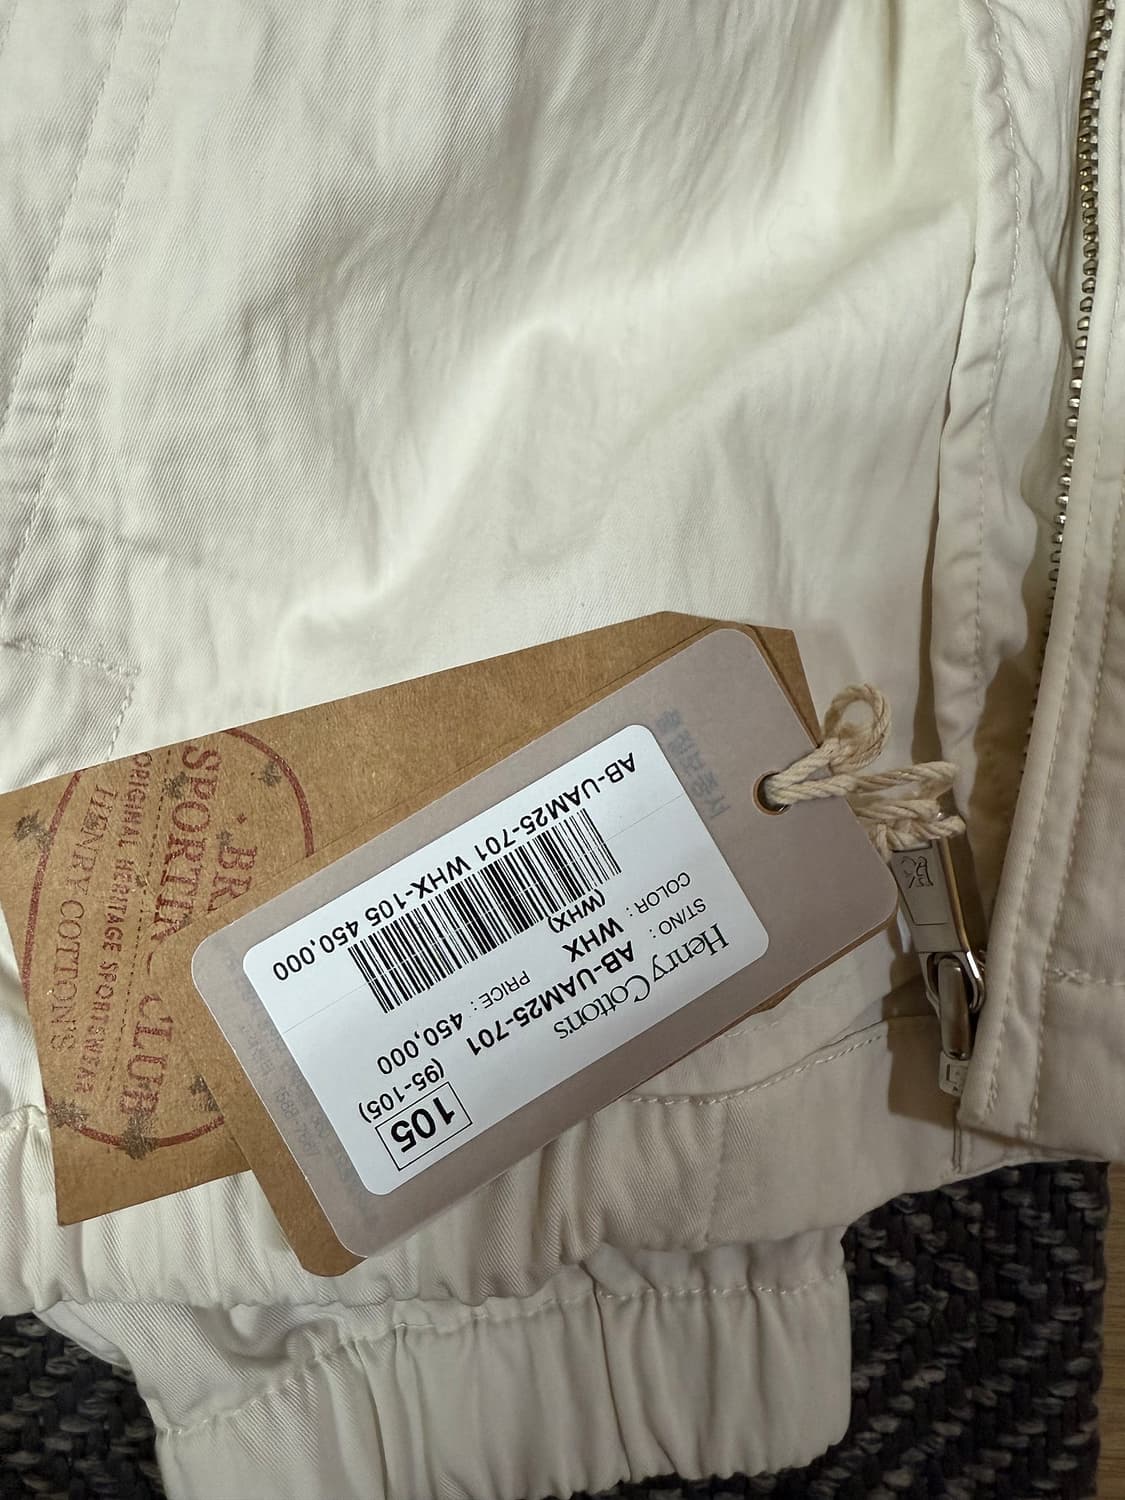 Henry Cotton's
ST/NO : AB-UAM25-701
COLOR : WHX
(WHX)
PRICE : 450,000
105
(95-105)
AB-UAM25-701 WHX-105 450,000
SPORTING CLUB
ORIGINAL HERITAGE SPORTSWEAR
HENRY COTTON'S